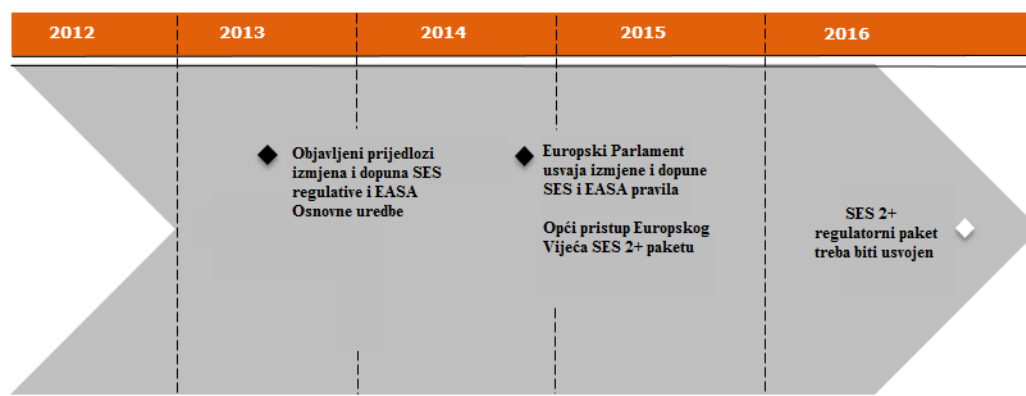 2012
2013
2014
2015
2016
Objavljeni prijedlozi
izmjena i dopuna SES
regulative i EASA
Osnovne uredbe
Europski Parlament
usvaja izmjene i dopune
SES i EASA pravila
Opći pristup Europskog
Vijeća SES 2+ paketu
SES 2+
regulatorni paket
treba biti usvojen